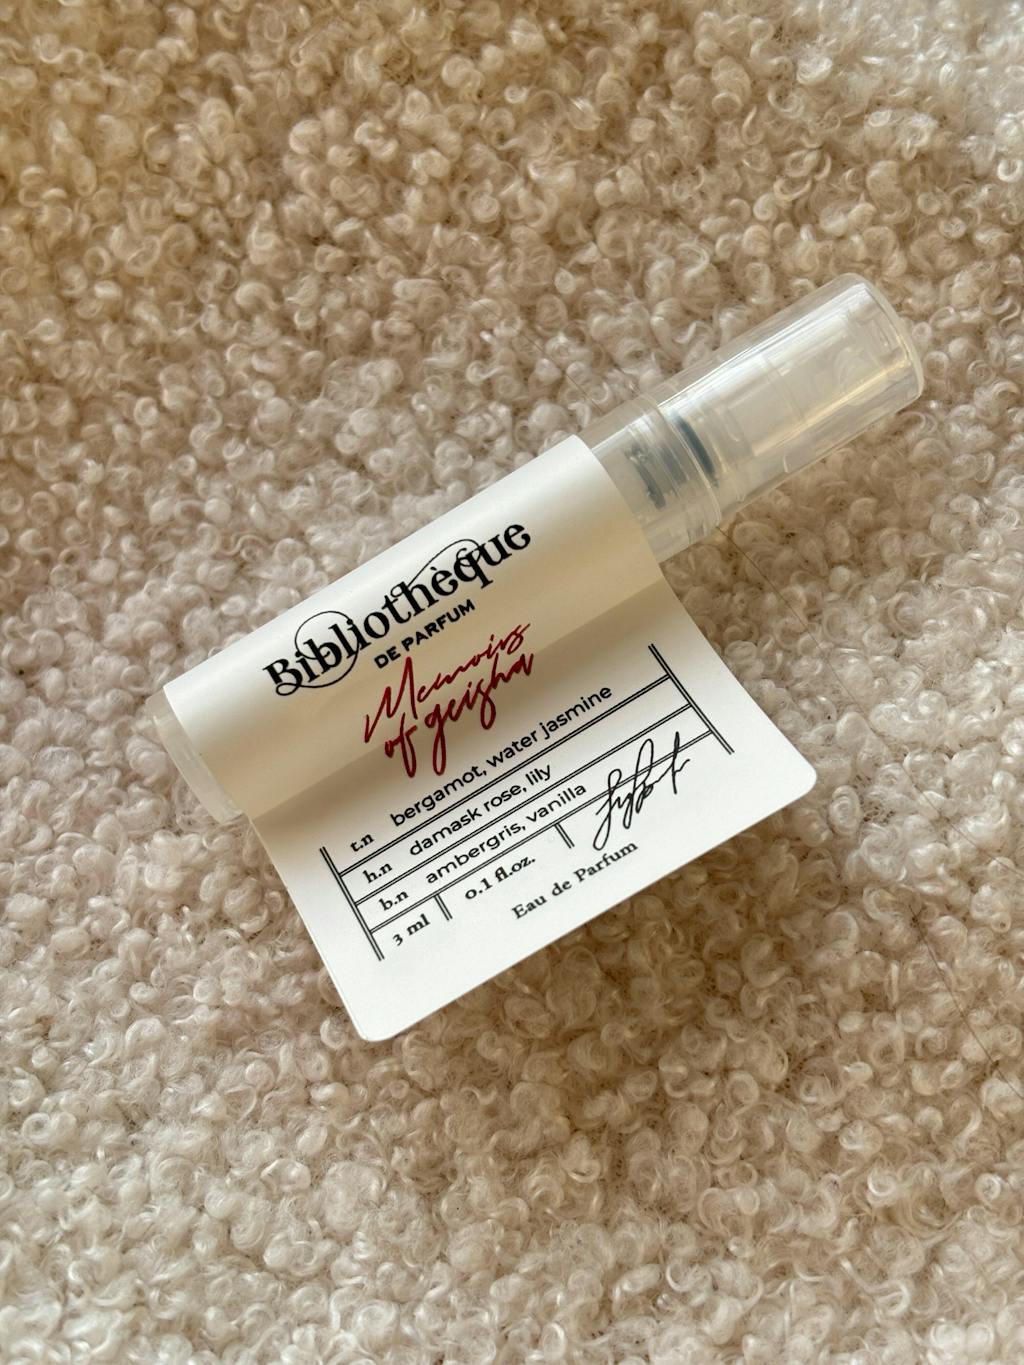 Bibliothèque
DE PARFUM
Memoirs
of geisha
t.n bergamot, water jasmine
h.n damask rose, lily
b.n ambergris, vanilla
3 ml 0.1 fl.oz.
Eau de Parfum